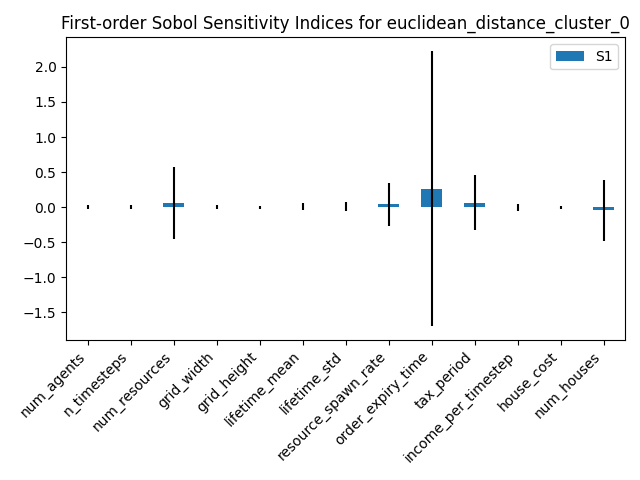 First-order Sobol Sensitivity Indices for euclidean_distance_cluster_0
S1
2.0
1.5
1.0
0.5
0.0
−0.5
−1.0
−1.5
num_agents
n_timesteps
num_resources
grid_width
grid_height
lifetime_mean
lifetime_std
resource_spawn_rate
order_expiry_time
tax_period
income_per_timestep
house_cost
num_houses